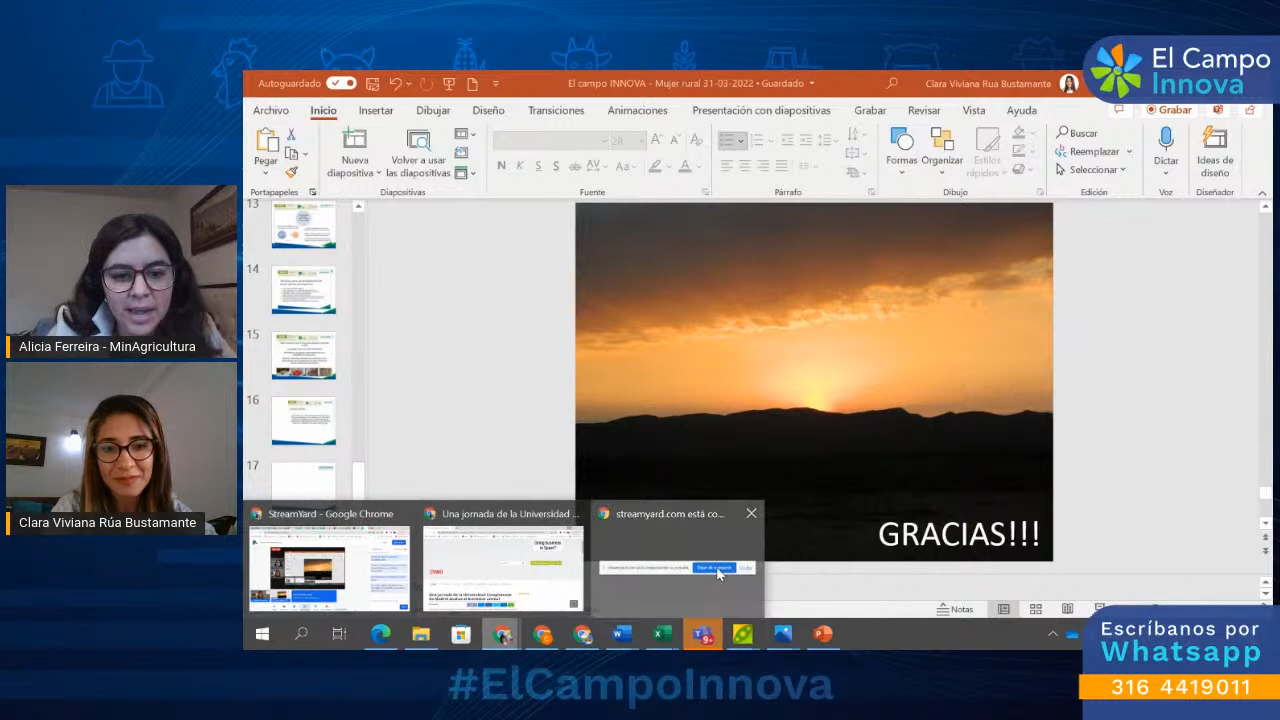 El Campo
Innova
Autoguardado
El campo INNOVA - Mujer rural 31-03-2022 • Guardado
Clara Viviana Rúa Bustamante
Archivo Inicio Insertar Dibujar Diseño Transiciones Animaciones Presentación con diapositivas Grabar Revisar Vista Ayuda
Grabar
Pegar
Nueva
diapositiva
Volver a usar
las diapositivas
N K S S
Formas Organizar Estilos
rápidos
Buscar
Reemplazar
Seleccionar
Dictar
Ideas de
diseño
Portapapeles Diapositivas Fuente Párrafo Dibujo Edición Diseñador
13
14
15
16
17
erreira - MinAgricultura
Clara Viviana Rúa Bustamante
GRACIAS!!!
StreamYard - Google Chrome
Una jornada de la Universidad ...
streamyard.com está co...
Notas
Escríbanos por
Whatsapp
316 4419011
#ElCampoInnova